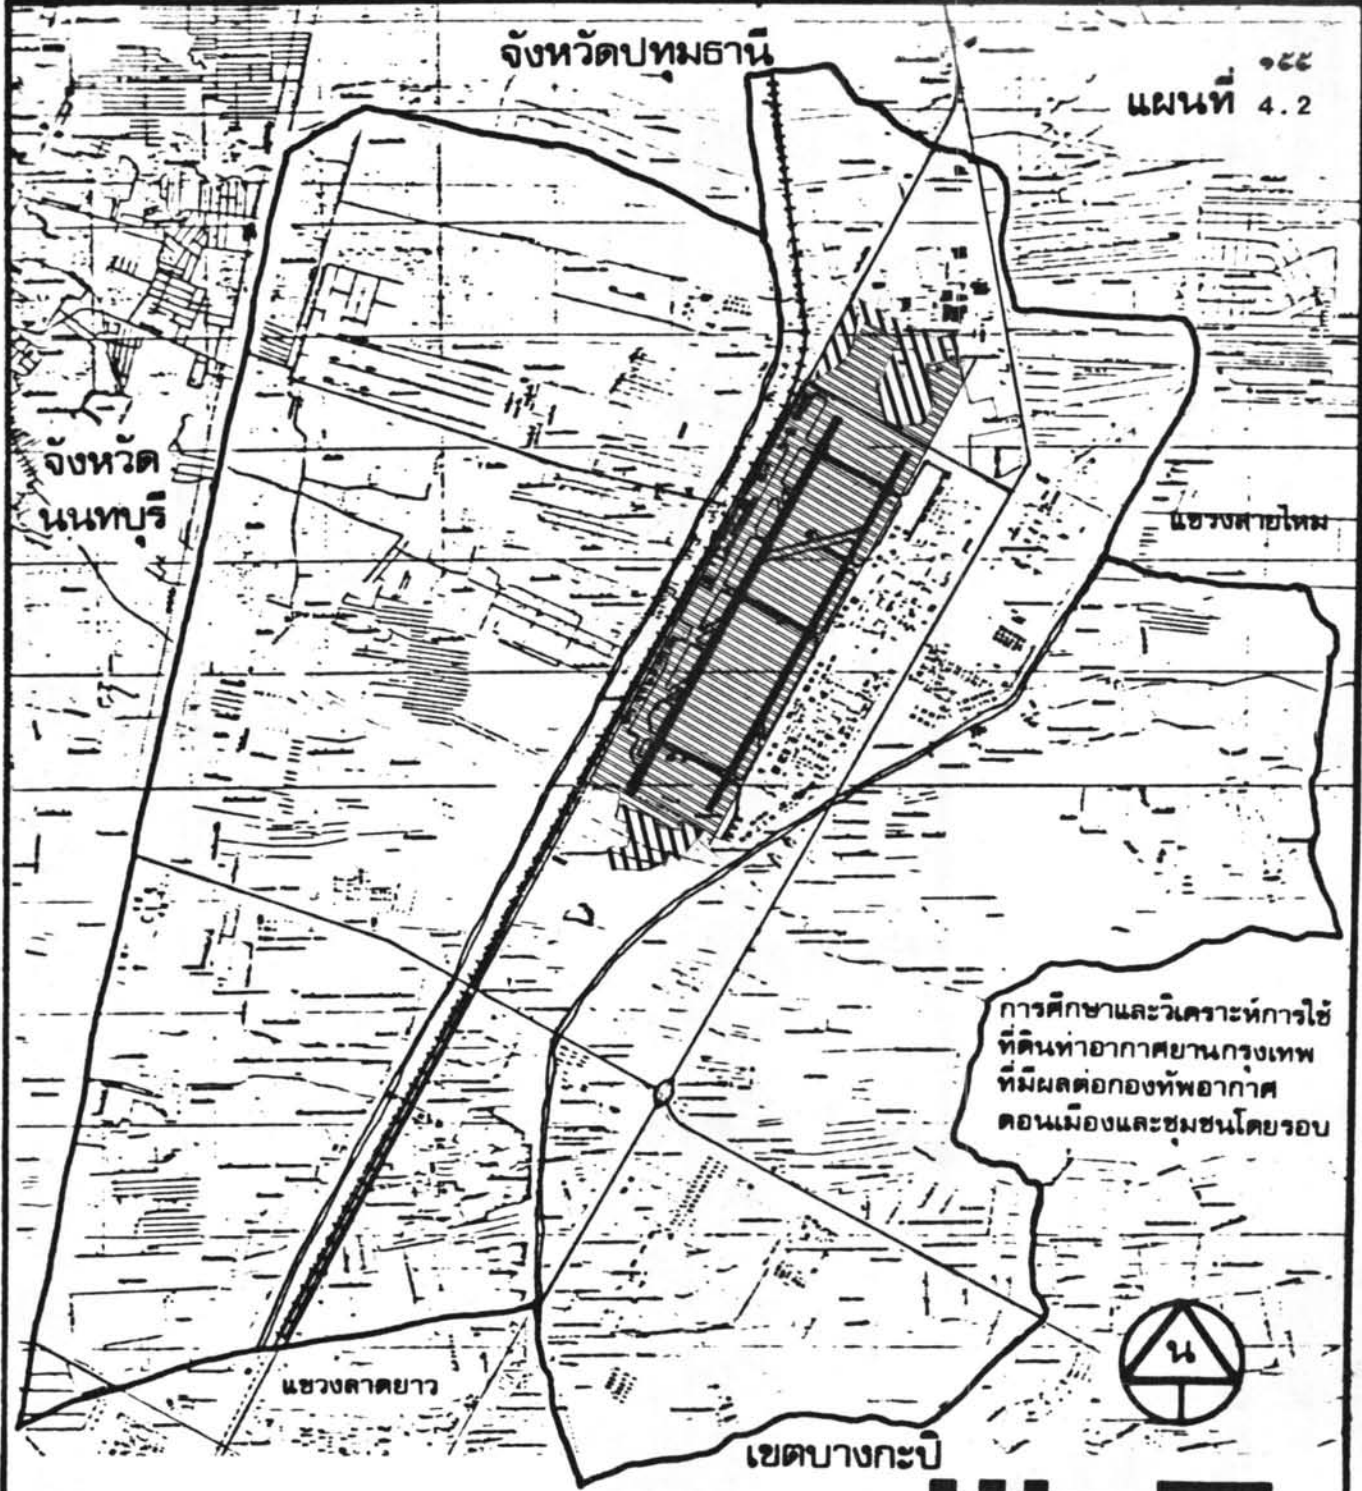 จังหวัดปทุมธานี
๑๕๕
แผนที่ 4.2
จังหวัด
นนทบุรี
แขวงสายไหม
การศึกษาและวิเคราะห์การใช้
ที่ดินท่าอากาศยานกรุงเทพ
ที่มีผลต่อกองทัพอากาศ
ดอนเมืองและชุมชนโดยรอบ
น
แขวงลาดยาว
เขตบางกะปิ